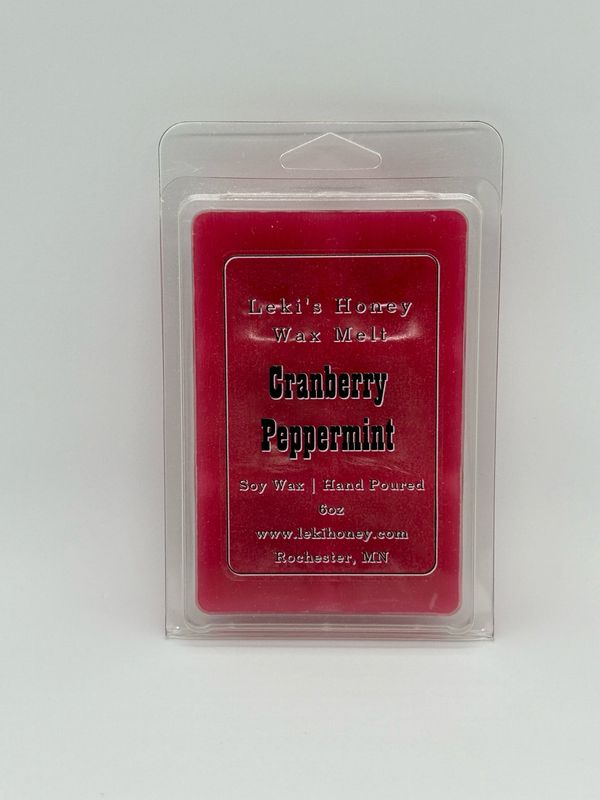 Leki's Honey
Wax Melt
Cranberry
Peppermint
Soy Wax | Hand Poured
6oz
www.lekihoney.com
Rochester, MN